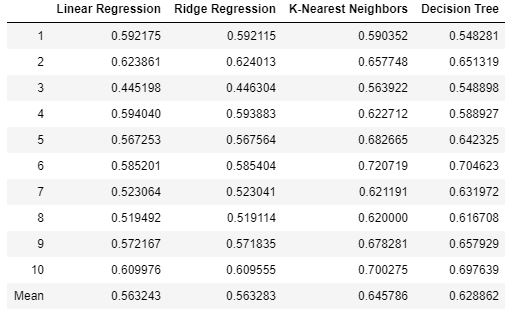 Linear Regression Ridge Regression K-Nearest Neighbors Decision Tree
1 0.592175 0.592115 0.590352 0.548281
2 0.623861 0.624013 0.657748 0.651319
3 0.445198 0.446304 0.563922 0.548898
4 0.594040 0.593883 0.622712 0.588927
5 0.567253 0.567564 0.682665 0.642325
6 0.585201 0.585404 0.720719 0.704623
7 0.523064 0.523041 0.621191 0.631972
8 0.519492 0.519114 0.620000 0.616708
9 0.572167 0.571835 0.678281 0.657929
10 0.609976 0.609555 0.700275 0.697639
Mean 0.563243 0.563283 0.645786 0.628862